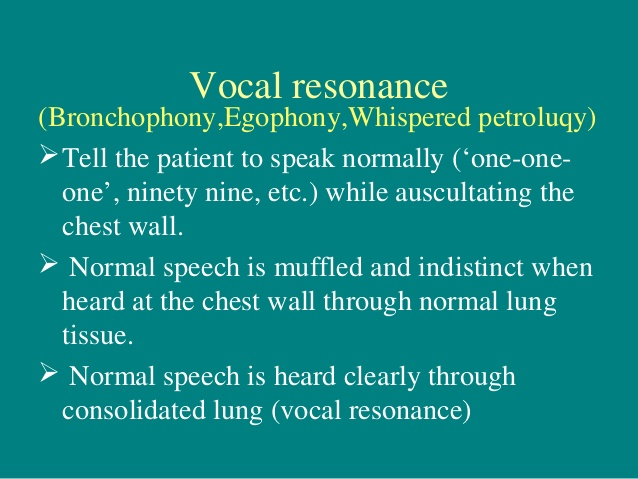 Vocal resonance
(Bronchophony,Egophony,Whispered petroluqy)
➢Tell the patient to speak normally (‘one-one-
one’, ninety nine, etc.) while auscultating the
chest wall.
➢ Normal speech is muffled and indistinct when
heard at the chest wall through normal lung
tissue.
➢ Normal speech is heard clearly through
consolidated lung (vocal resonance)